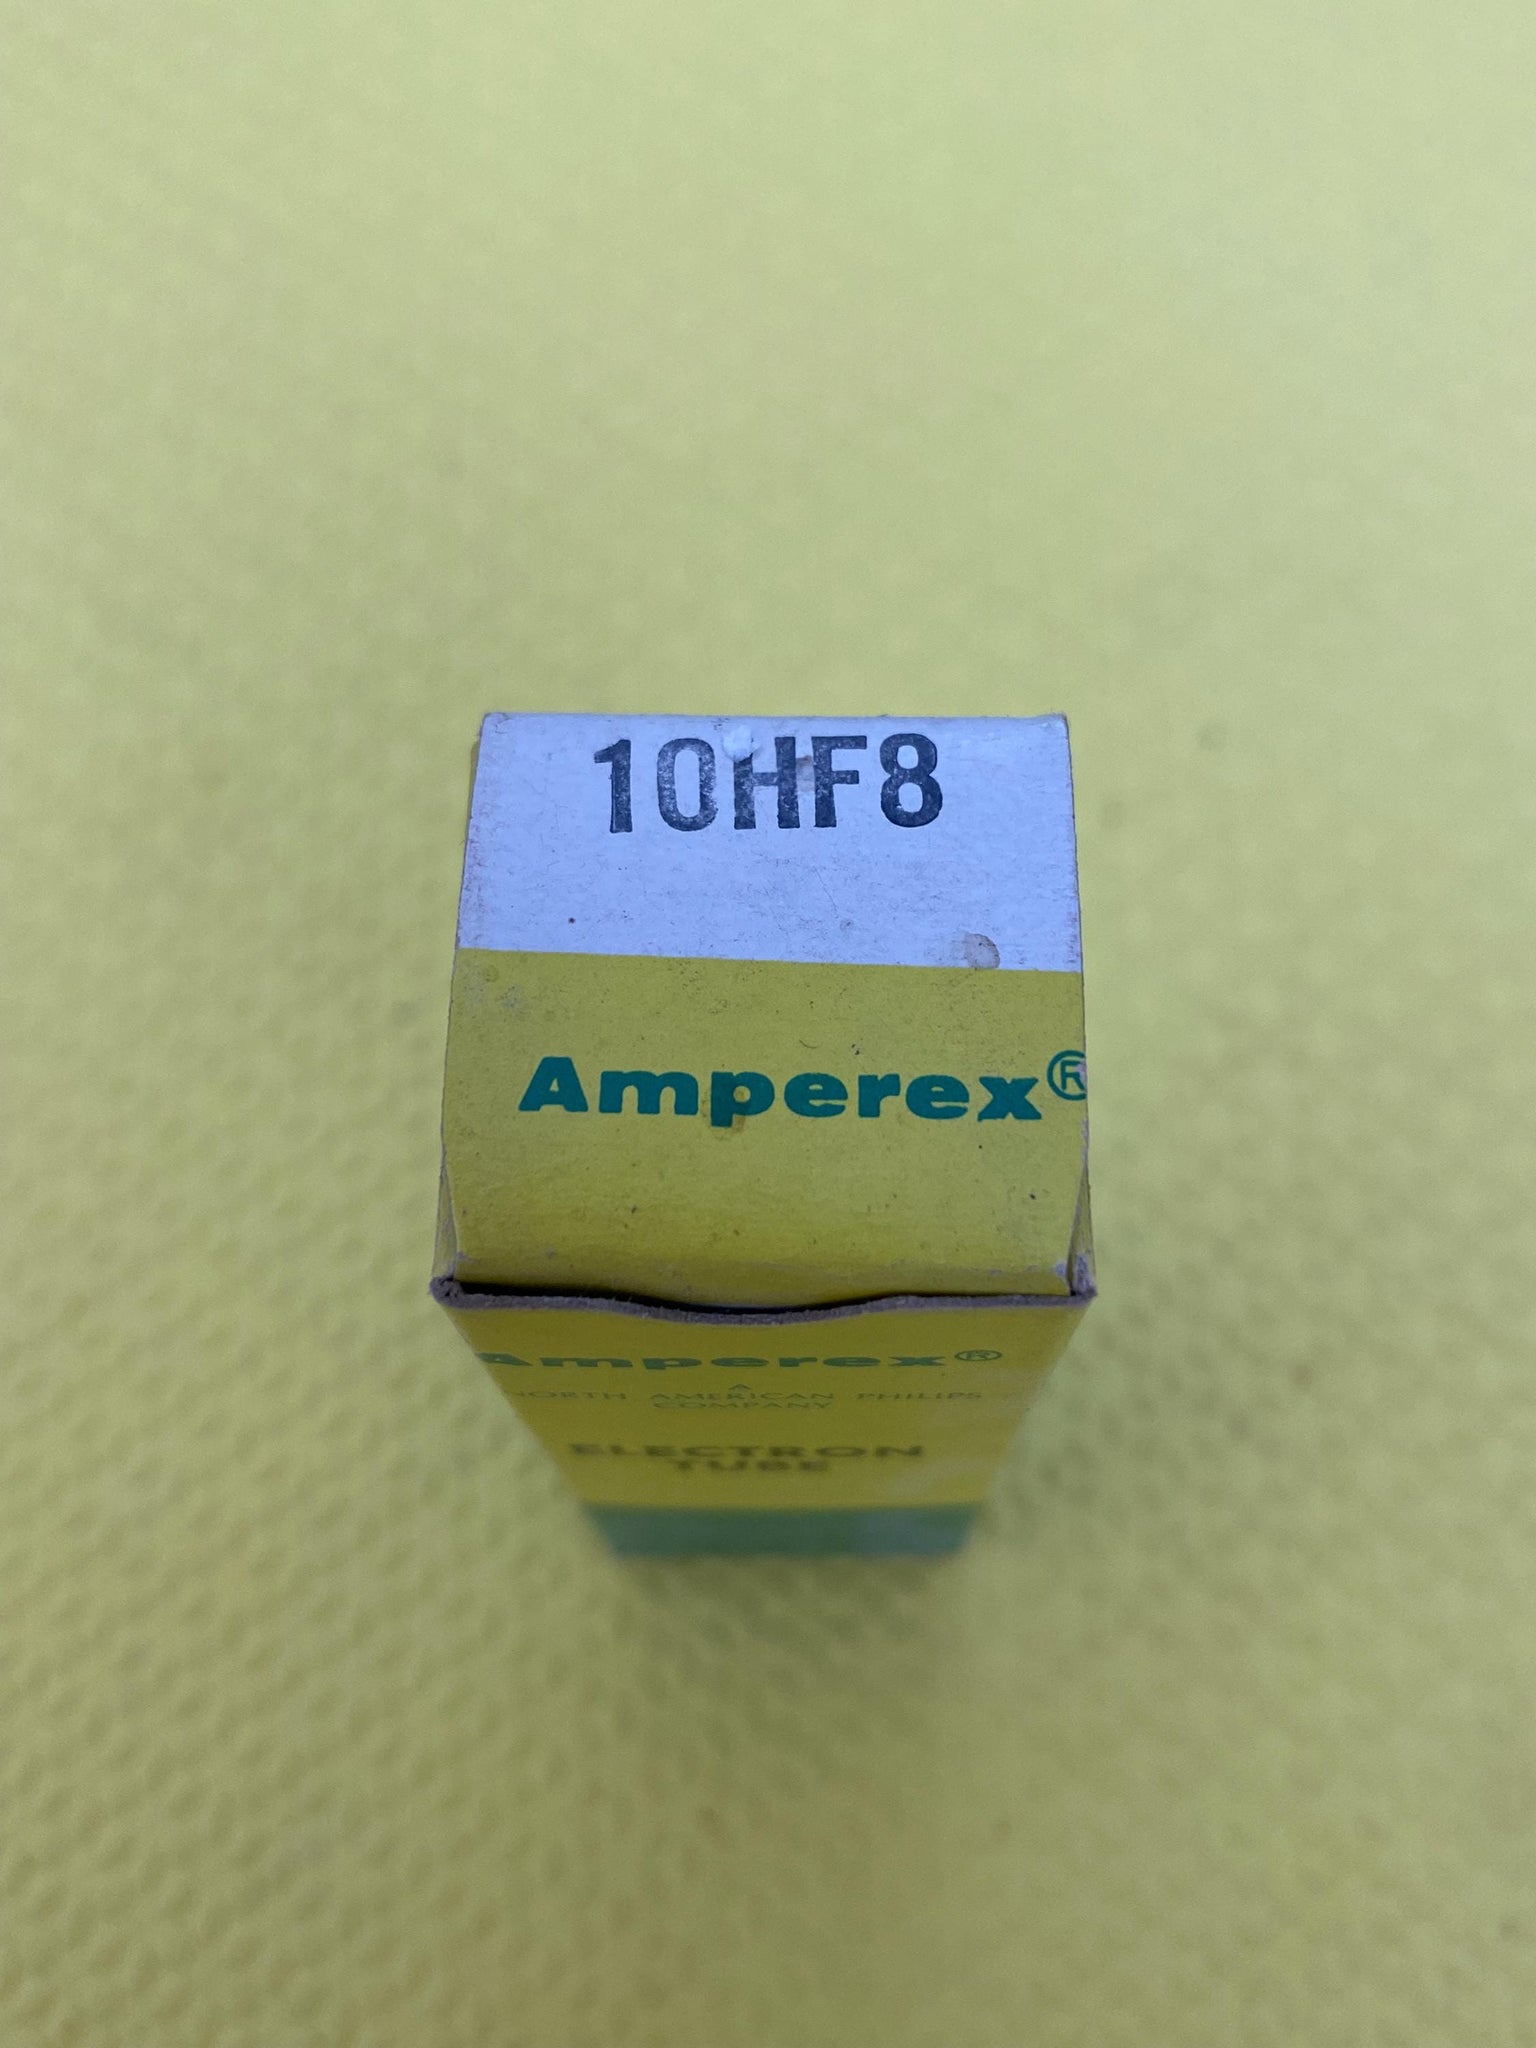 10HF8
Amperex®
Amperex®
A
NORTH AMERICAN PHILIPS
COMPANY
ELECTRON
TUBE